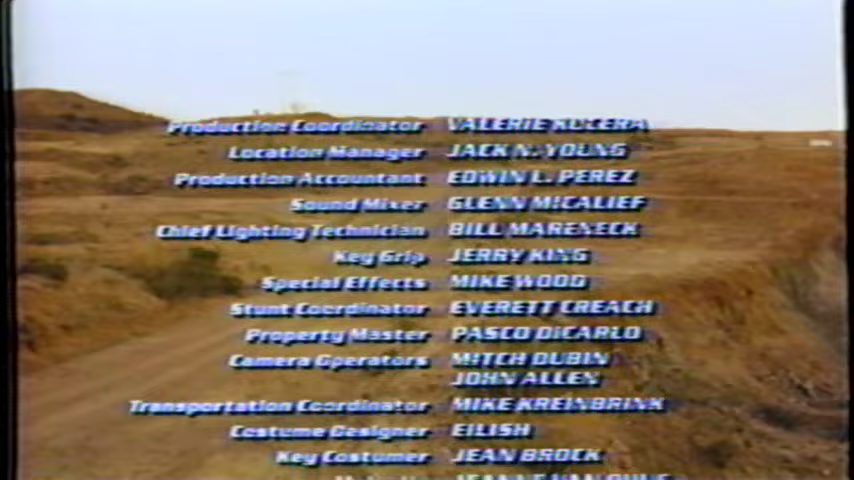 Production Coordinator VALERIE KUCERA
Location Manager JACK N. YOUNG
Production Accountant EDWIN L. PEREZ
Sound Mixer GLENN MICALIEF
Chief Lighting Technician BILL MARENECK
Key Grip JERRY KING
Special Effects MIKE WOOD
Stunt Coordinator EVERETT CREACH
Property Master PASCO DiCARLO
Camera Operators MITCH DUBIN
JOHN ALLEN
Transportation Coordinator MIKE KREINBRINK
Costume Designer EILISH
Key Costumer JEAN BROCK